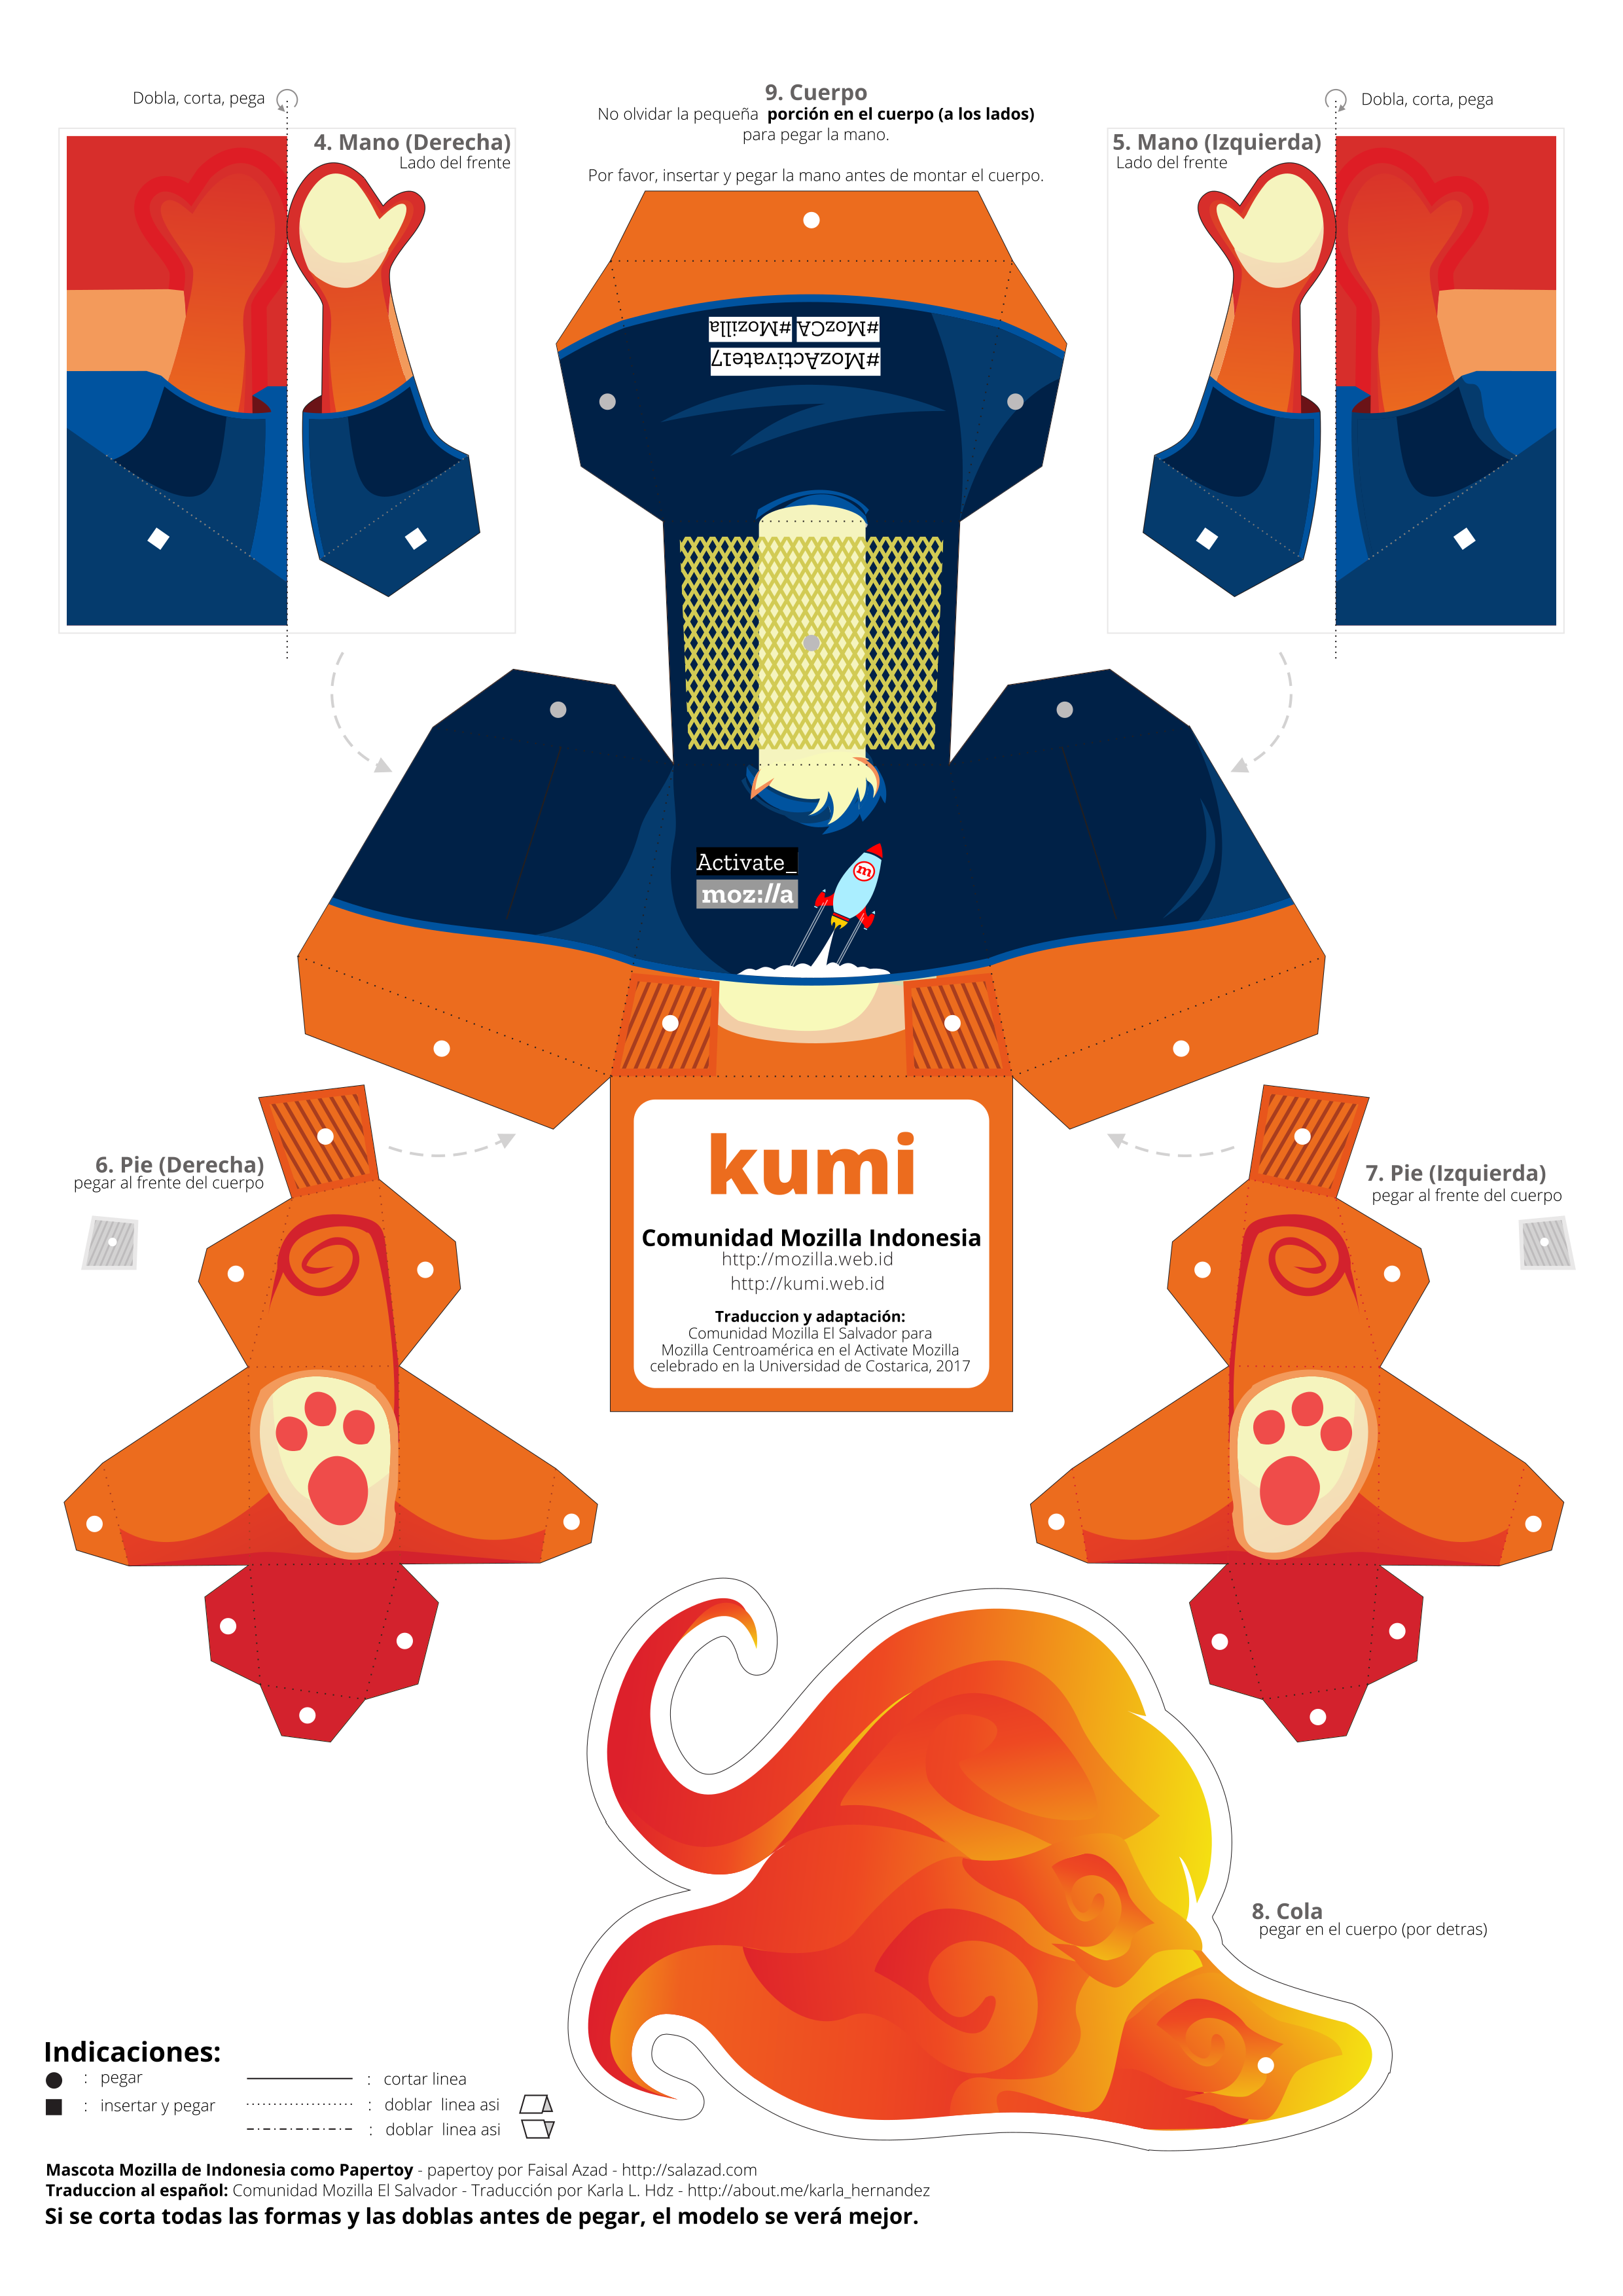 Dobla, corta, pega
4. Mano (Derecha)
Lado del frente
9. Cuerpo
No olvidar la pequeña porción en el cuerpo (a los lados)
para pegar la mano.
Por favor, insertar y pegar la mano antes de montar el cuerpo.
Dobla, corta, pega
5. Mano (Izquierda)
Lado del frente
#MozActivate17
#MozCA #Mozilla
Activate_
moz://a
m
6. Pie (Derecha)
pegar al frente del cuerpo
7. Pie (Izquierda)
pegar al frente del cuerpo
kumi
Comunidad Mozilla Indonesia
http://mozilla.web.id
http://kumi.web.id
Traduccion y adaptación:
Comunidad Mozilla El Salvador para
Mozilla Centroamérica en el Activate Mozilla
celebrado en la Universidad de Costarica, 2017
8. Cola
pegar en el cuerpo (por detras)
Indicaciones:
: pegar
: insertar y pegar
: cortar linea
: doblar linea asi
: doblar linea asi
Mascota Mozilla de Indonesia como Papertoy - papertoy por Faisal Azad - http://salazad.com
Traduccion al español: Comunidad Mozilla El Salvador - Traducción por Karla L. Hdz - http://about.me/karla_hernandez
Si se corta todas las formas y las doblas antes de pegar, el modelo se verá mejor.